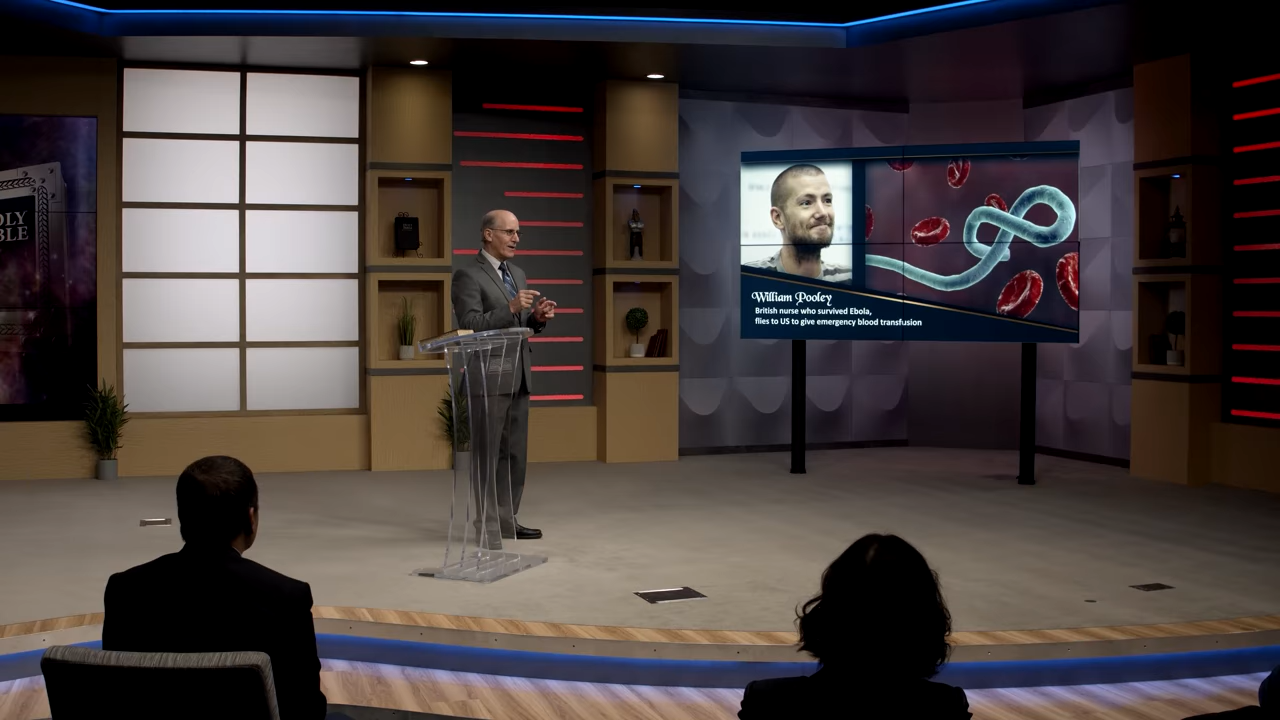 OLY
BLE
William Pooley
British nurse who survived Ebola,
flies to US to give emergency blood transfusion